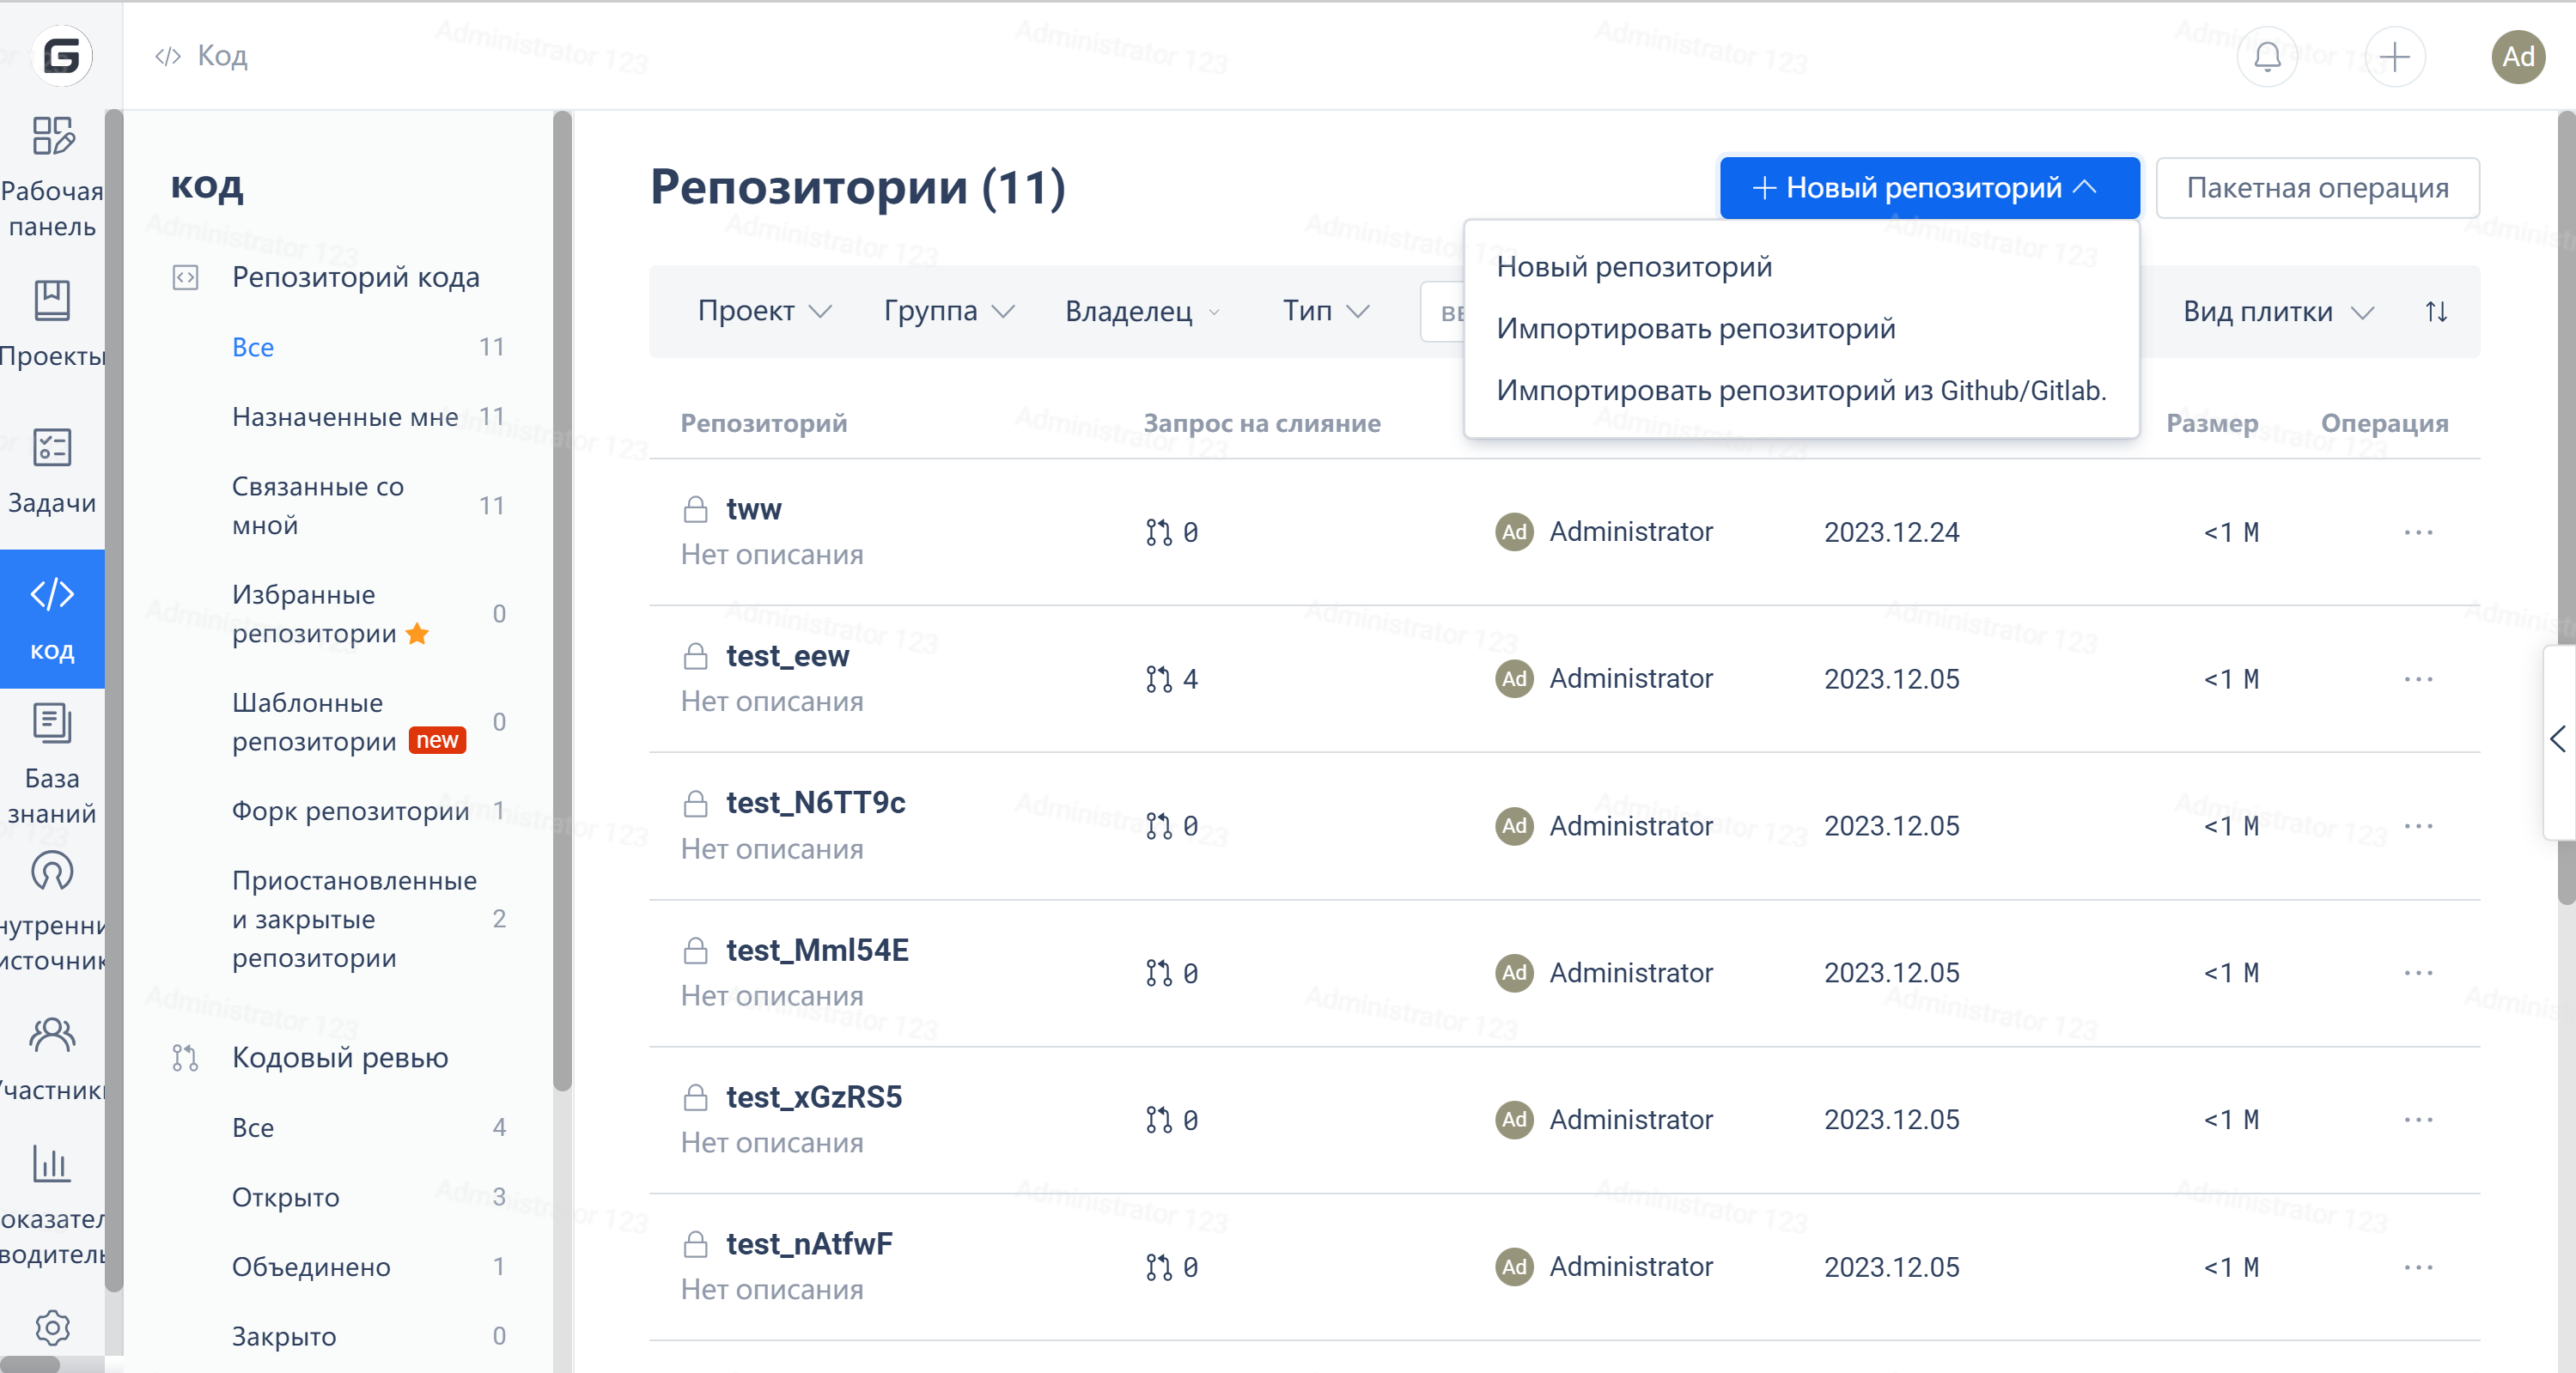 Код
Ad
Рабочая
панель
Проекты
Задачи
код
База
знаний
код
Репозиторий кода
Все 11
Назначенные мне 11
Связанные со
мной 11
Избранные
репозитории 0
Шаблонные
репозитории new 0
Форк репозитории 1
Приостановленные
и закрытые
репозитории 2
Кодовый ревью
Все 4
Открыто 3
Объединено 1
Закрыто 0
Репозитории (11)
Новый репозиторий
Пакетная операция
Новый репозиторий
Импортировать репозиторий
Импортировать репозиторий из Github/Gitlab.
Проект Группа Владелец Тип Вид плитки
Репозиторий Запрос на слияние Размер Операция
tww
Нет описания
0 Ad Administrator 2023.12.24 <1 M ...
test_eew
Нет описания
4 Ad Administrator 2023.12.05 <1 M ...
test_N6TT9c
Нет описания
0 Ad Administrator 2023.12.05 <1 M ...
test_Mml54E
Нет описания
0 Ad Administrator 2023.12.05 <1 M ...
test_xGzRS5
Нет описания
0 Ad Administrator 2023.12.05 <1 M ...
test_nAtfwF
Нет описания
0 Ad Administrator 2023.12.05 <1 M ...
Administrator 123